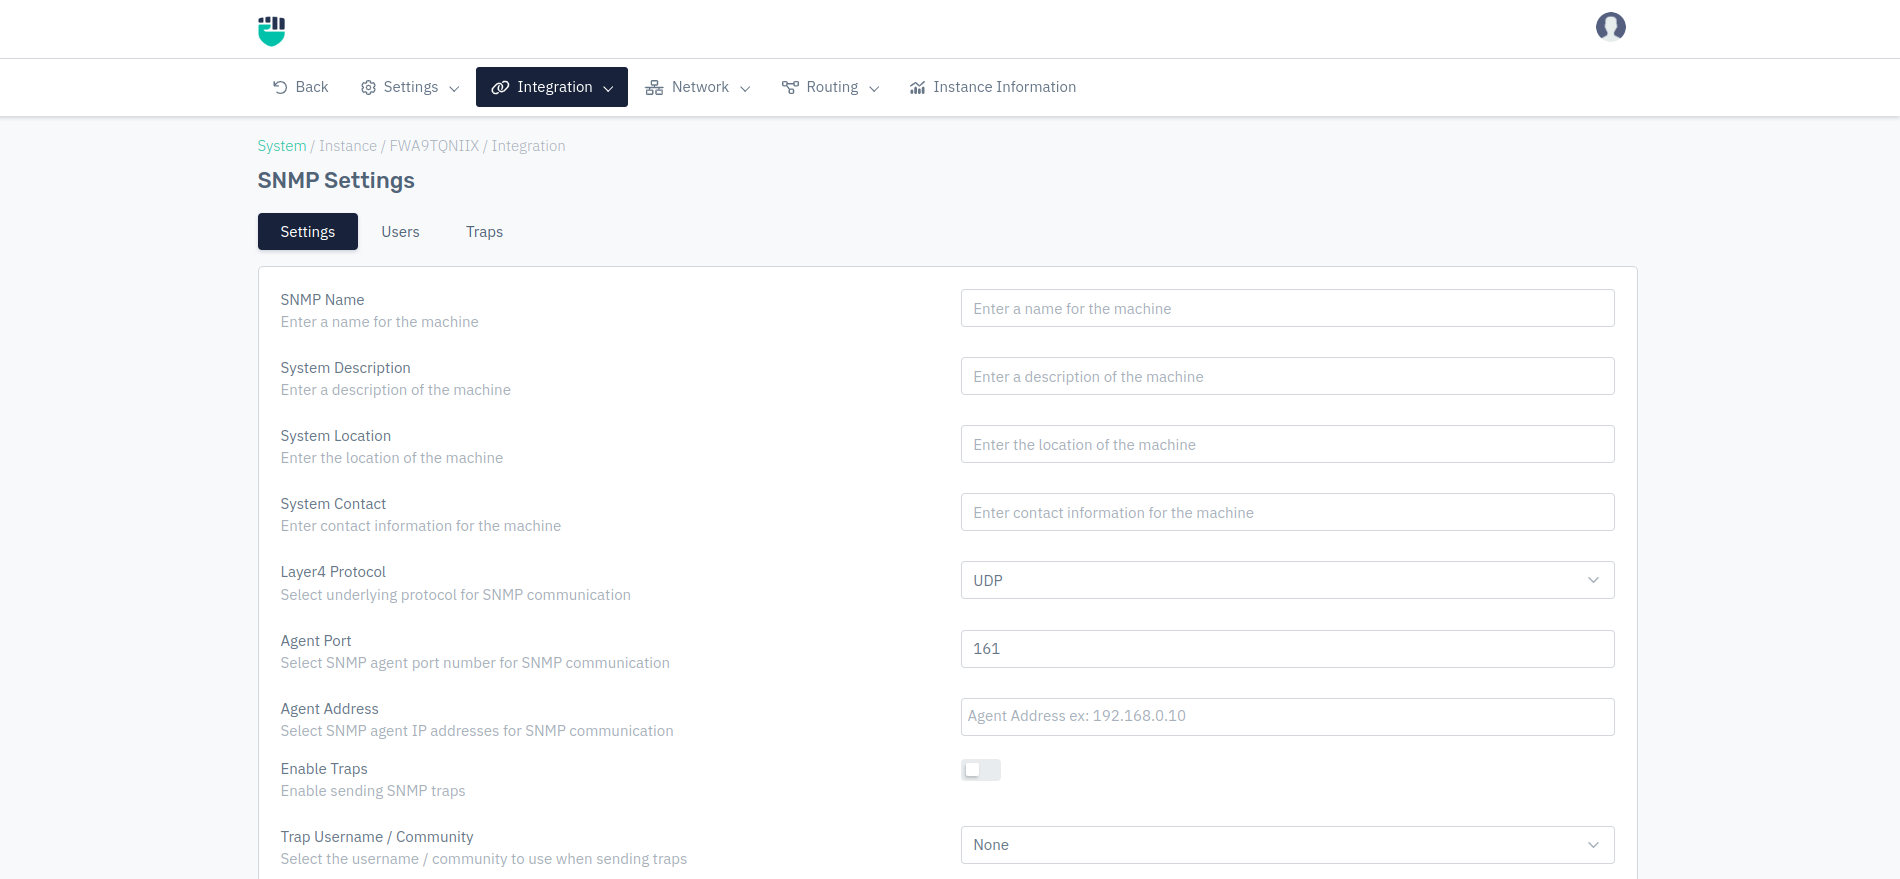 Back Settings Integration Network Routing Instance Information
System / Instance / FWA9TQNIIX / Integration
SNMP Settings
Settings Users Traps
SNMP Name
Enter a name for the machine
Enter a name for the machine
System Description
Enter a description of the machine
Enter a description of the machine
System Location
Enter the location of the machine
Enter the location of the machine
System Contact
Enter contact information for the machine
Enter contact information for the machine
Layer4 Protocol
Select underlying protocol for SNMP communication
UDP
Agent Port
Select SNMP agent port number for SNMP communication
161
Agent Address
Select SNMP agent IP addresses for SNMP communication
Agent Address ex: 192.168.0.10
Enable Traps
Enable sending SNMP traps
Trap Username / Community
Select the username / community to use when sending traps
None